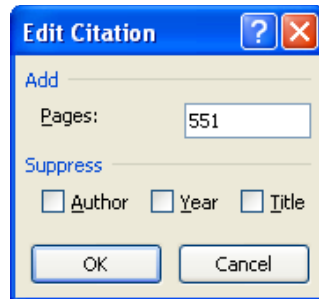 Edit Citation ?
Add
Pages: 551
Suppress
Author Year Title
OK Cancel